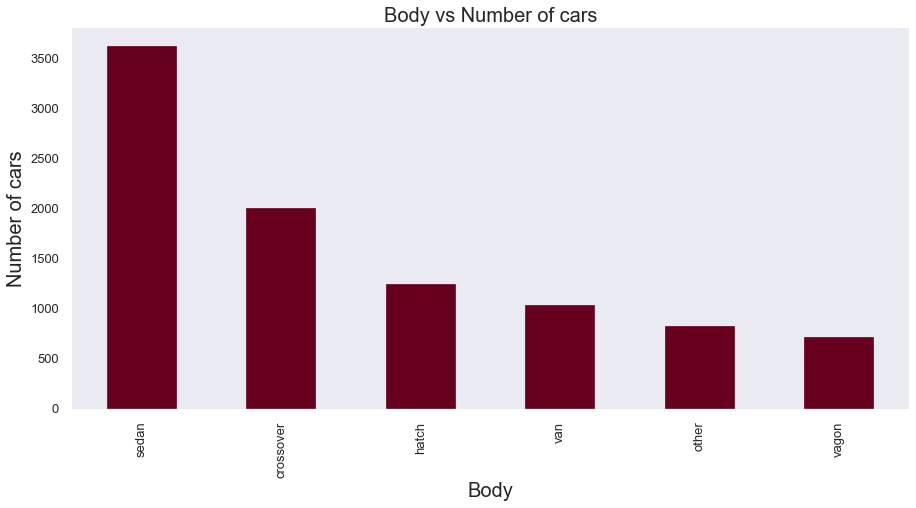 Body vs Number of cars
Number of cars
3500
3000
2500
2000
1500
1000
500
0
sedan
crossover
hatch
van
other
vagon
Body